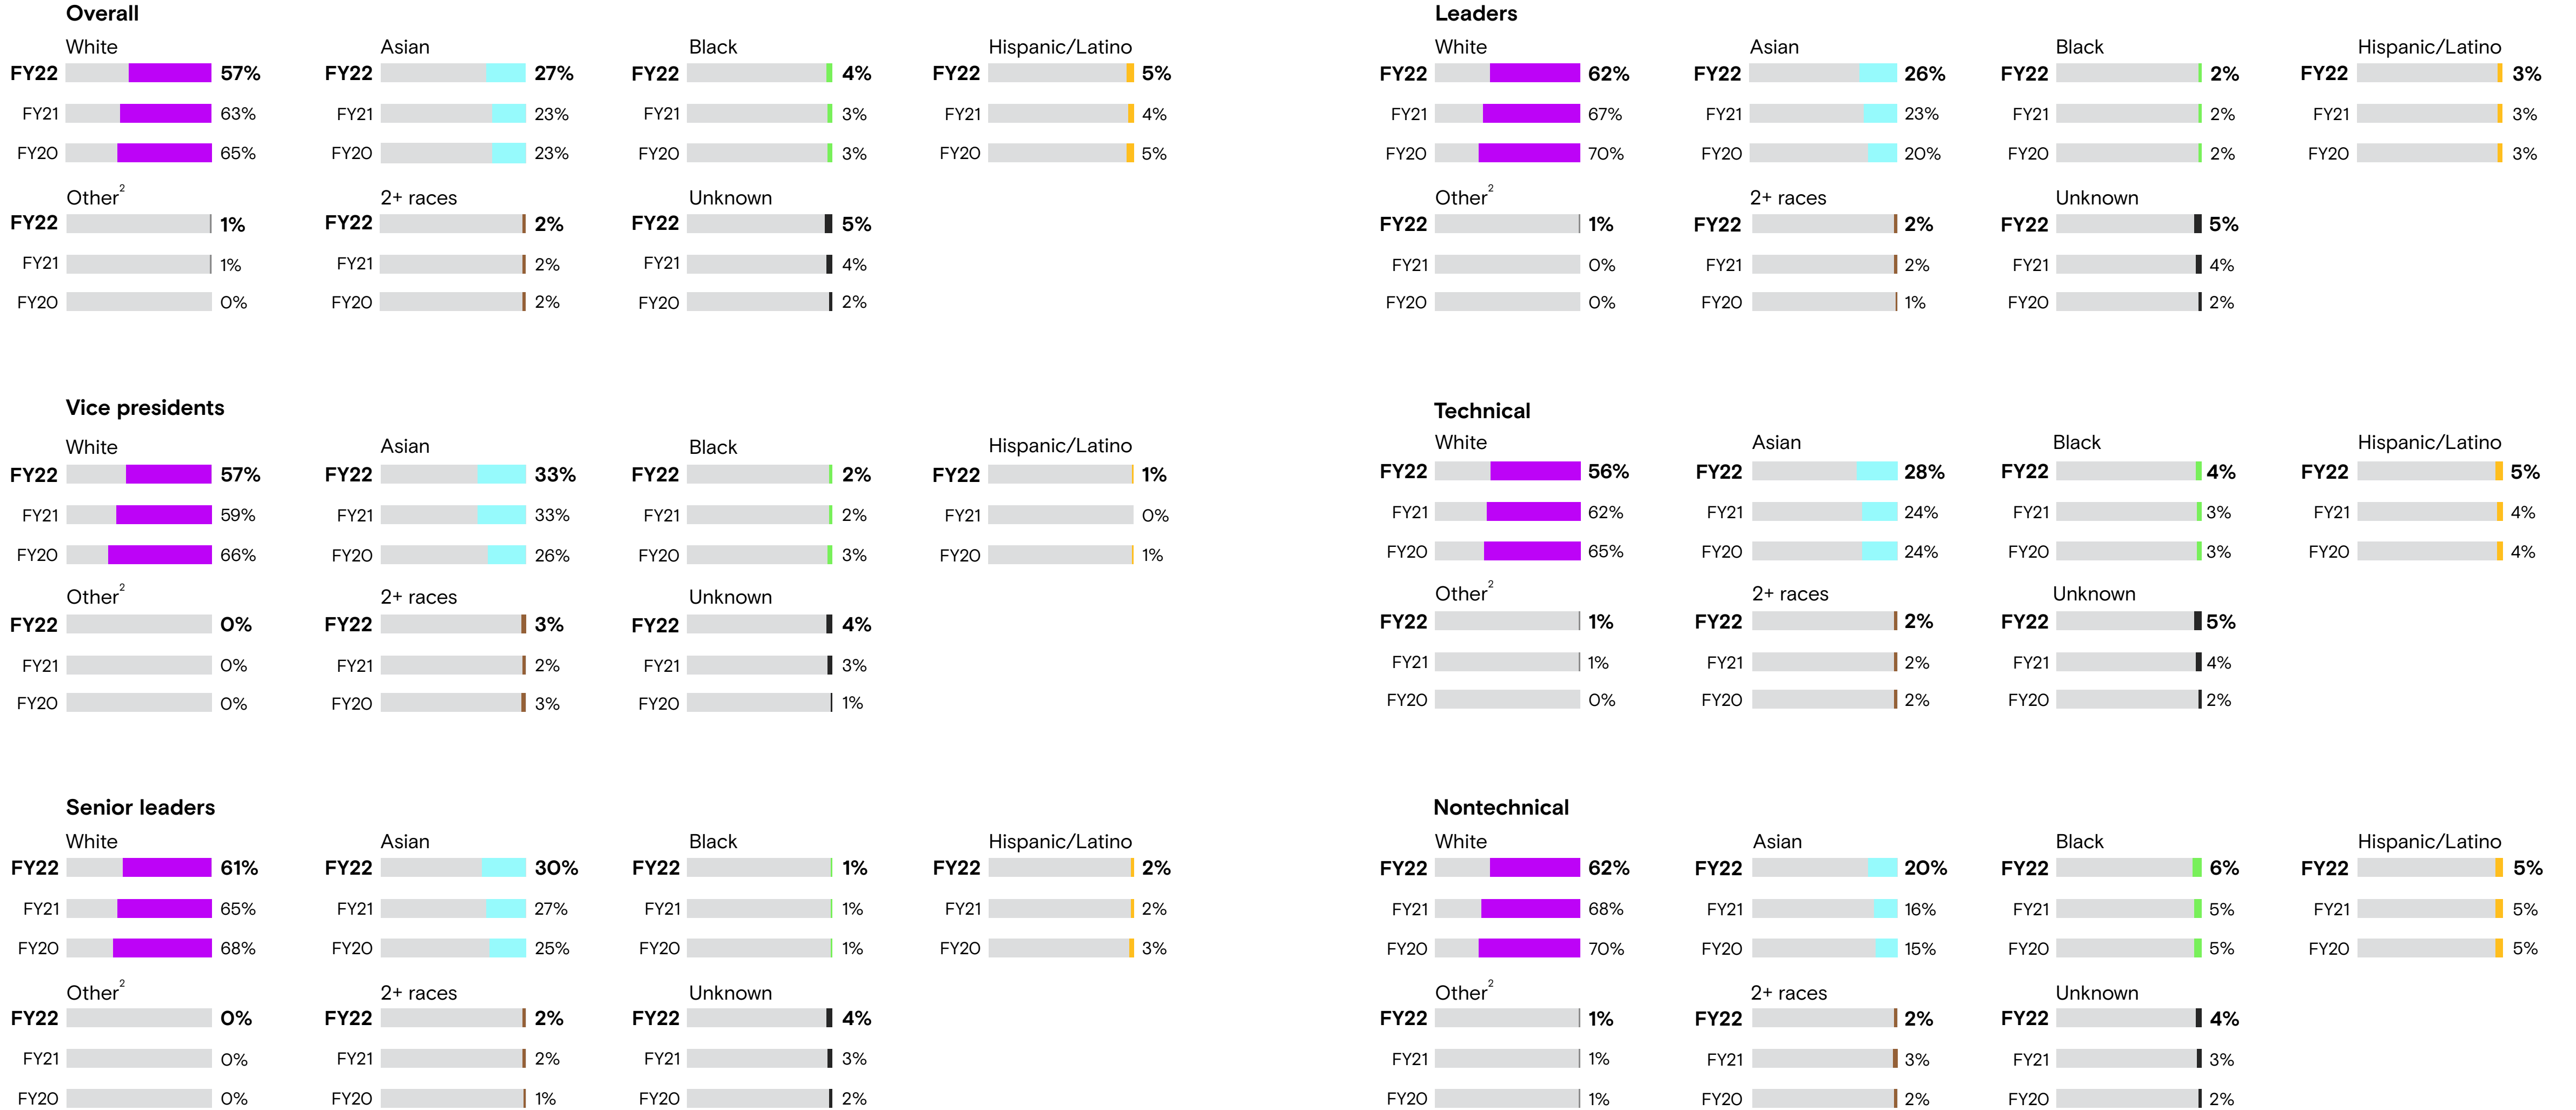 Overall
White Asian Black Hispanic/Latino
FY22 57% FY22 27% FY22 4% FY22 5%
FY21 63% FY21 23% FY21 3% FY21 4%
FY20 65% FY20 23% FY20 3% FY20 5%
Other2 2+ races Unknown
FY22 1% FY22 2% FY22 5%
FY21 1% FY21 2% FY21 4%
FY20 0% FY20 2% FY20 2%
Leaders
White Asian Black Hispanic/Latino
FY22 62% FY22 26% FY22 2% FY22 3%
FY21 67% FY21 23% FY21 2% FY21 3%
FY20 70% FY20 20% FY20 2% FY20 3%
Other2 2+ races Unknown
FY22 1% FY22 2% FY22 5%
FY21 0% FY21 2% FY21 4%
FY20 0% FY20 1% FY20 2%
Vice presidents
White Asian Black Hispanic/Latino
FY22 57% FY22 33% FY22 2% FY22 1%
FY21 59% FY21 33% FY21 2% FY21 0%
FY20 66% FY20 26% FY20 3% FY20 1%
Other2 2+ races Unknown
FY22 0% FY22 3% FY22 4%
FY21 0% FY21 2% FY21 3%
FY20 0% FY20 3% FY20 1%
Technical
White Asian Black Hispanic/Latino
FY22 56% FY22 28% FY22 4% FY22 5%
FY21 62% FY21 24% FY21 3% FY21 4%
FY20 65% FY20 24% FY20 3% FY20 4%
Other2 2+ races Unknown
FY22 1% FY22 2% FY22 5%
FY21 1% FY21 2% FY21 4%
FY20 0% FY20 2% FY20 2%
Senior leaders
White Asian Black Hispanic/Latino
FY22 61% FY22 30% FY22 1% FY22 2%
FY21 65% FY21 27% FY21 1% FY21 2%
FY20 68% FY20 25% FY20 1% FY20 3%
Other2 2+ races Unknown
FY22 0% FY22 2% FY22 4%
FY21 0% FY21 2% FY21 3%
FY20 0% FY20 1% FY20 2%
Nontechnical
White Asian Black Hispanic/Latino
FY22 62% FY22 20% FY22 6% FY22 5%
FY21 68% FY21 16% FY21 5% FY21 5%
FY20 70% FY20 15% FY20 5% FY20 5%
Other2 2+ races Unknown
FY22 1% FY22 2% FY22 4%
FY21 1% FY21 3% FY21 3%
FY20 1% FY20 2% FY20 2%